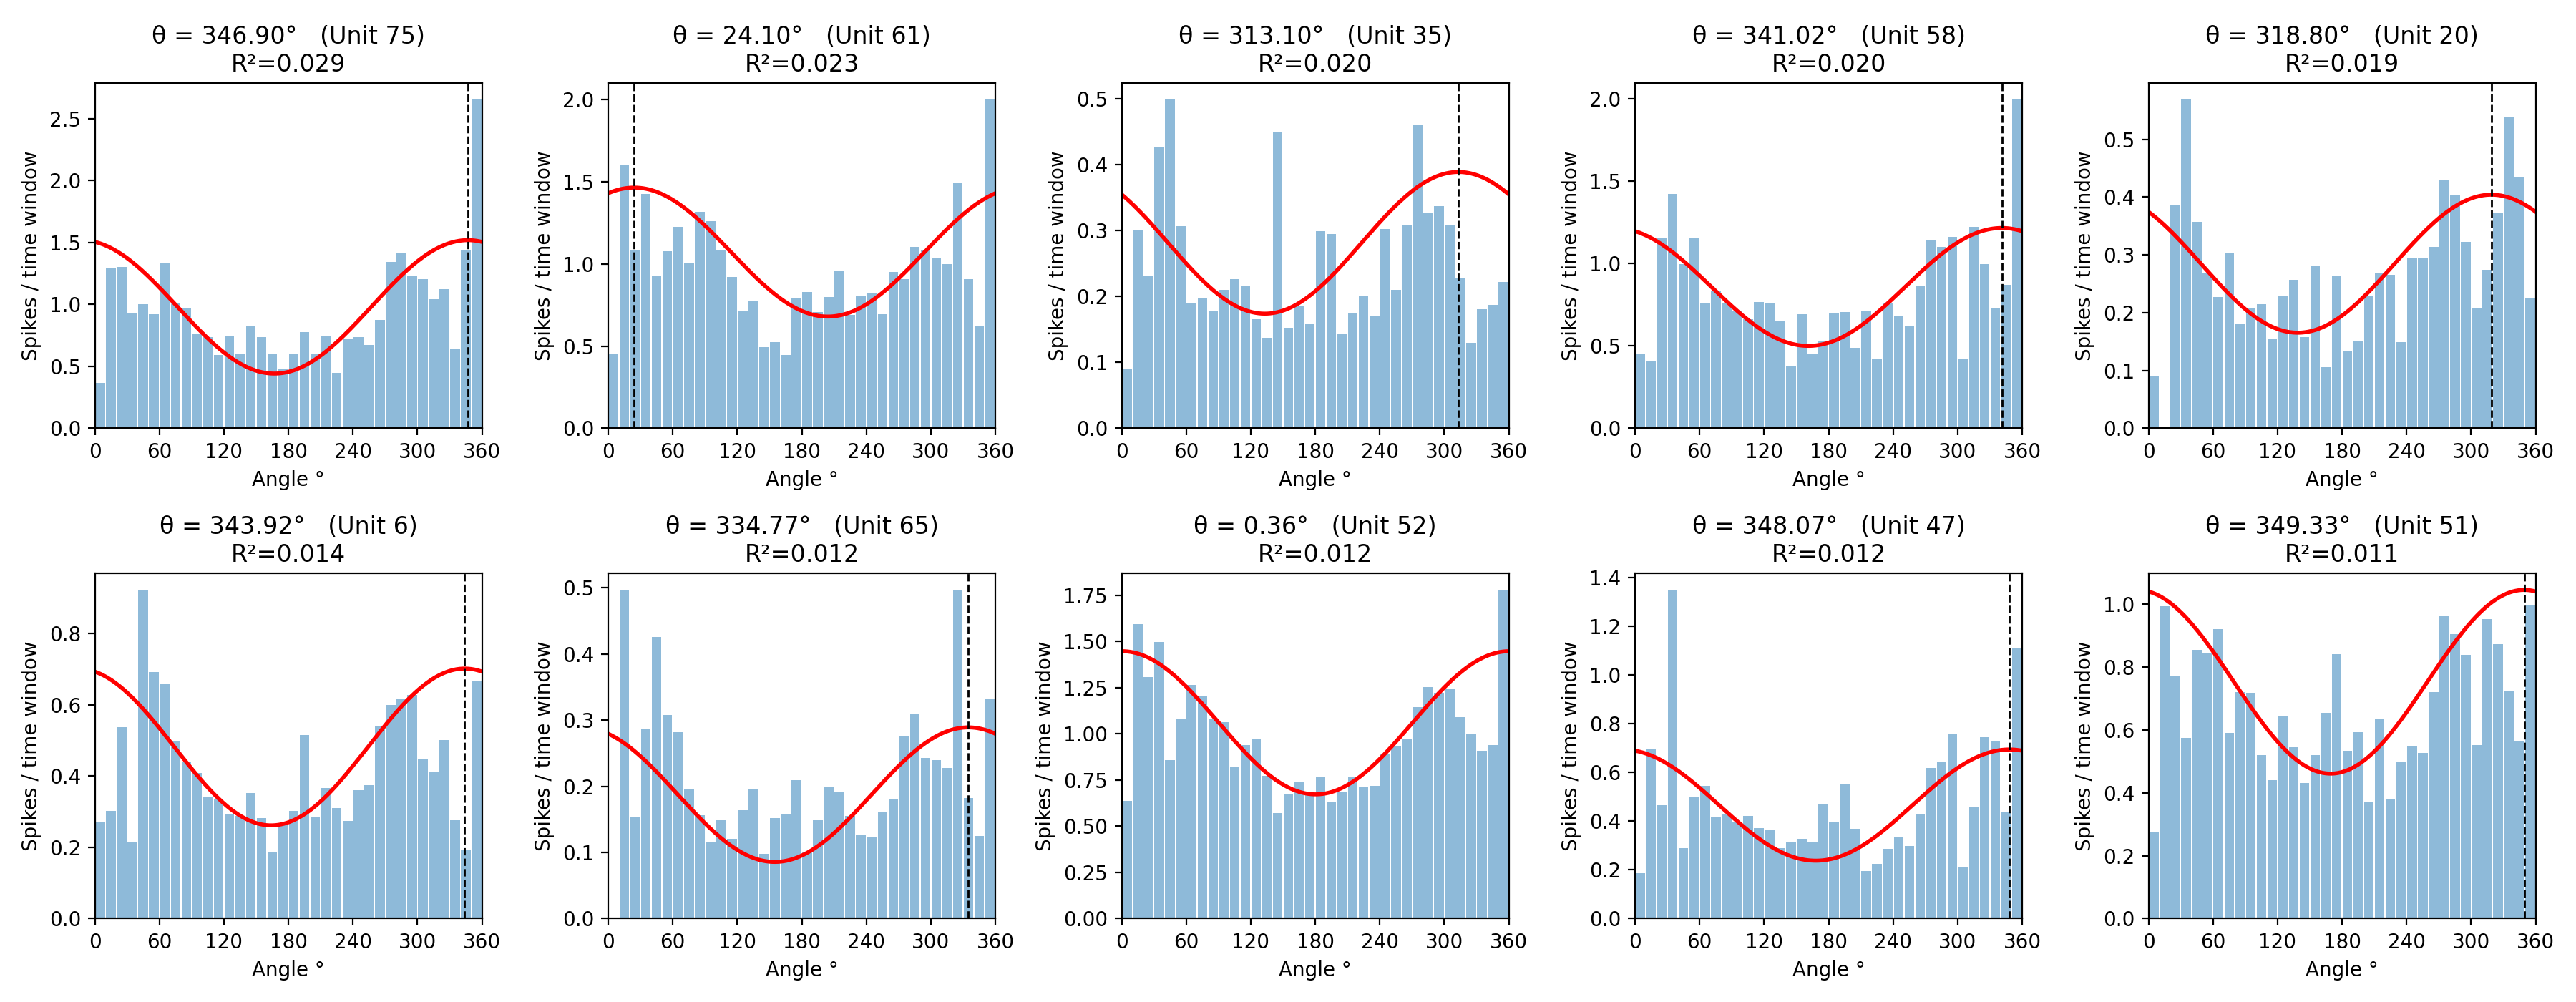 θ = 346.90°   (Unit 75)
R²=0.029
Spikes / time window
0.0 0.5 1.0 1.5 2.0 2.5
0 60 120 180 240 300 360
Angle °
θ = 24.10°   (Unit 61)
R²=0.023
Spikes / time window
0.0 0.5 1.0 1.5 2.0
0 60 120 180 240 300 360
Angle °
θ = 313.10°   (Unit 35)
R²=0.020
Spikes / time window
0.0 0.1 0.2 0.3 0.4 0.5
0 60 120 180 240 300 360
Angle °
θ = 341.02°   (Unit 58)
R²=0.020
Spikes / time window
0.0 0.5 1.0 1.5 2.0
0 60 120 180 240 300 360
Angle °
θ = 318.80°   (Unit 20)
R²=0.019
Spikes / time window
0.0 0.1 0.2 0.3 0.4 0.5
0 60 120 180 240 300 360
Angle °
θ = 343.92°   (Unit 6)
R²=0.014
Spikes / time window
0.0 0.2 0.4 0.6 0.8
0 60 120 180 240 300 360
Angle °
θ = 334.77°   (Unit 65)
R²=0.012
Spikes / time window
0.0 0.1 0.2 0.3 0.4 0.5
0 60 120 180 240 300 360
Angle °
θ = 0.36°   (Unit 52)
R²=0.012
Spikes / time window
0.00 0.25 0.50 0.75 1.00 1.25 1.50 1.75
0 60 120 180 240 300 360
Angle °
θ = 348.07°   (Unit 47)
R²=0.012
Spikes / time window
0.0 0.2 0.4 0.6 0.8 1.0 1.2 1.4
0 60 120 180 240 300 360
Angle °
θ = 349.33°   (Unit 51)
R²=0.011
Spikes / time window
0.0 0.2 0.4 0.6 0.8 1.0
0 60 120 180 240 300 360
Angle °